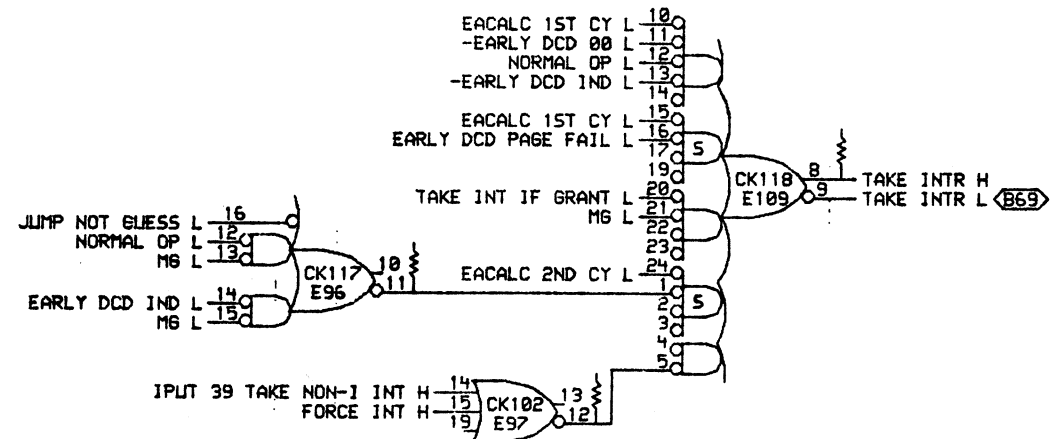 EACALC 1ST CY L 10
-EARLY DCD 00 L 11
NORMAL OP L 12
-EARLY DCD IND L 13
14
EACALC 1ST CY L 15
EARLY DCD PAGE FAIL L 16
17
S
19
TAKE INT IF GRANT L 20
MG L 21
22
23
CK118
E109
8 TAKE INTR H
9 TAKE INTR L B69
EACALC 2ND CY L 24
1
2
S
3
4
5
JUMP NOT GUESS L 16
NORMAL OP L 12
MG L 13
EARLY DCD IND L 14
MG L 15
CK117
E96
10
11
IPUT 39 TAKE NON-I INT H 14
FORCE INT H 15
19
CK102
E97
13
12